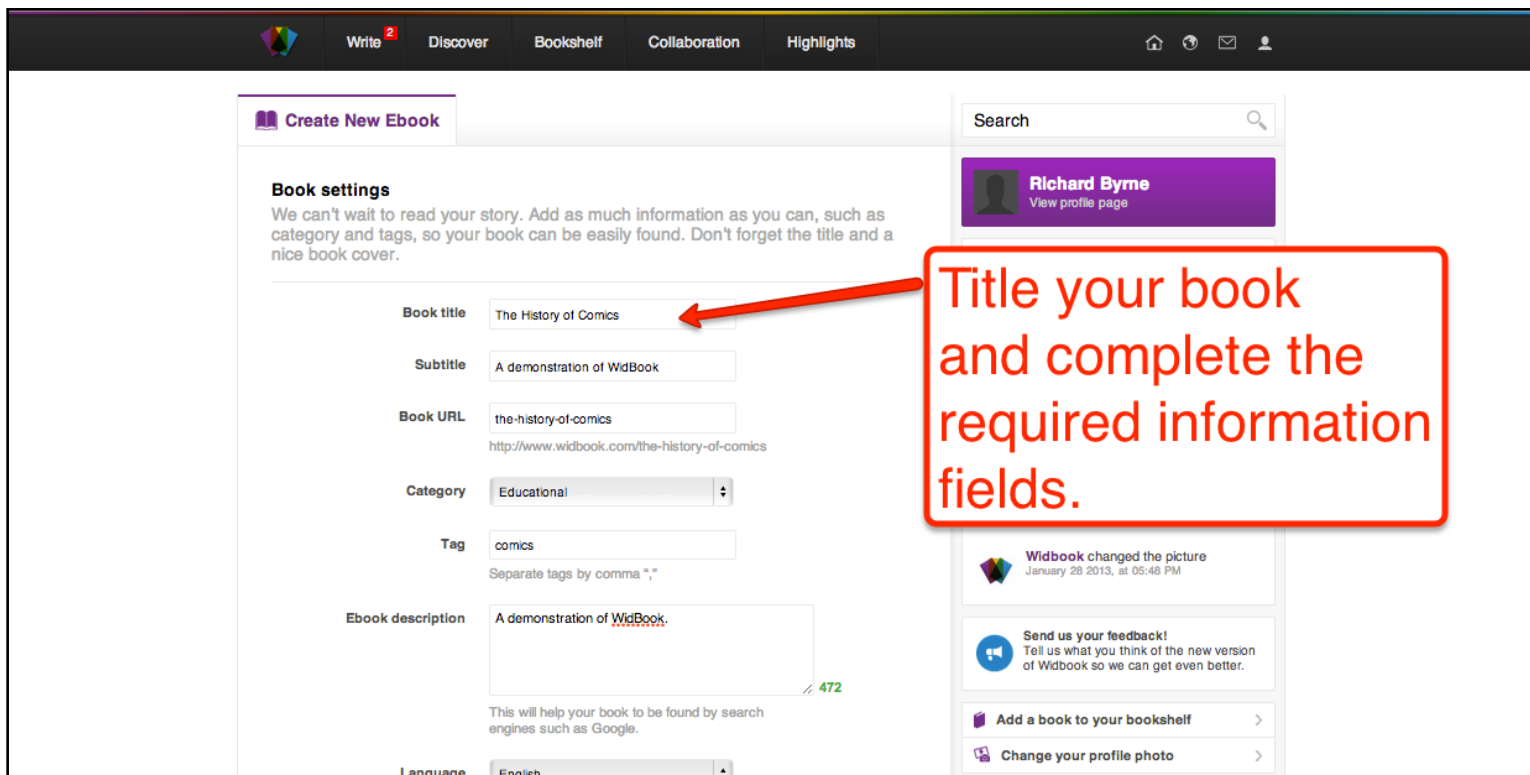 Write 2 Discover Bookshelf Collaboration Highlights
Create New Ebook
Book settings
We can't wait to read your story. Add as much information as you can, such as
category and tags, so your book can be easily found. Don't forget the title and a
nice book cover.
Book title The History of Comics
Subtitle A demonstration of WidBook
Book URL the-history-of-comics
http://www.widbook.com/the-history-of-comics
Category Educational
Tag comics
Separate tags by comma ","
Ebook description A demonstration of WidBook.
472
This will help your book to be found by search
engines such as Google.
Language English
Search
Richard Byrne
View profile page
Title your book
and complete the
required information
fields.
Widbook changed the picture
January 28 2013, at 05:48 PM
Send us your feedback!
Tell us what you think of the new version
of Widbook so we can get even better.
Add a book to your bookshelf
Change your profile photo